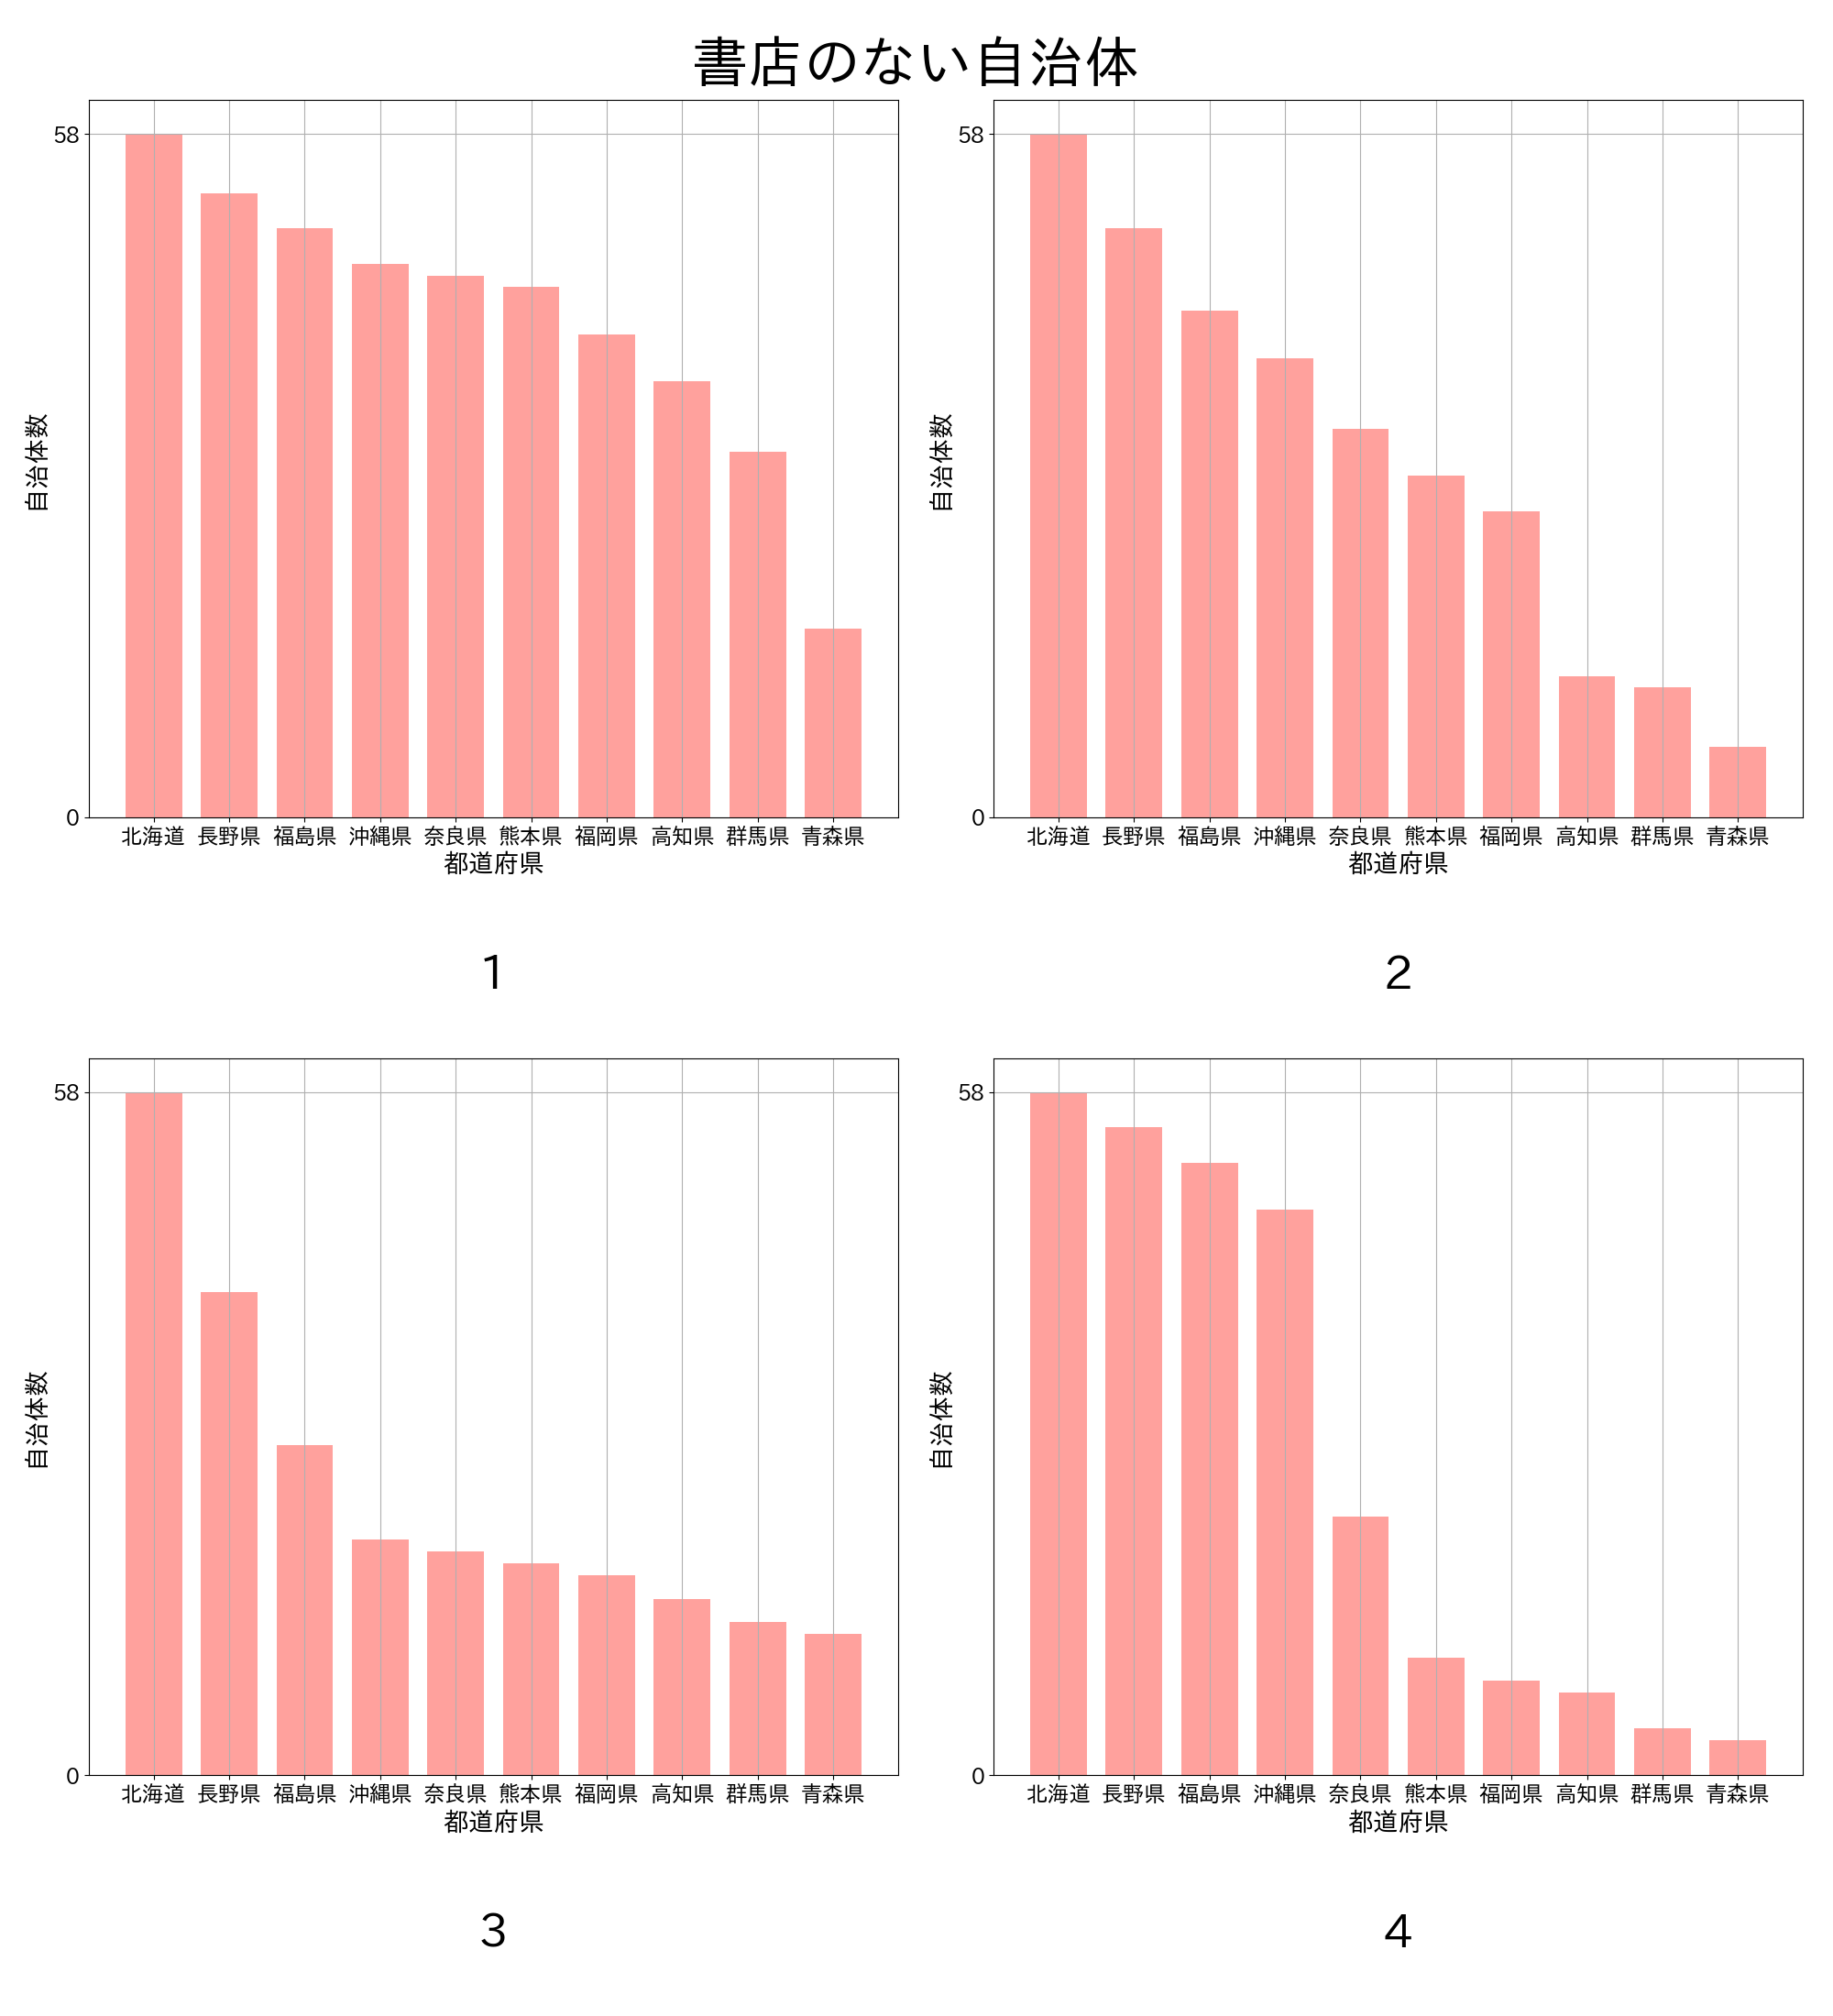 書店のない自治体
58
0
自治体数
北海道 長野県 福島県 沖縄県 奈良県 熊本県 福岡県 高知県 群馬県 青森県
都道府県
1
58
0
自治体数
北海道 長野県 福島県 沖縄県 奈良県 熊本県 福岡県 高知県 群馬県 青森県
都道府県
2
58
0
自治体数
北海道 長野県 福島県 沖縄県 奈良県 熊本県 福岡県 高知県 群馬県 青森県
都道府県
3
58
0
自治体数
北海道 長野県 福島県 沖縄県 奈良県 熊本県 福岡県 高知県 群馬県 青森県
都道府県
4